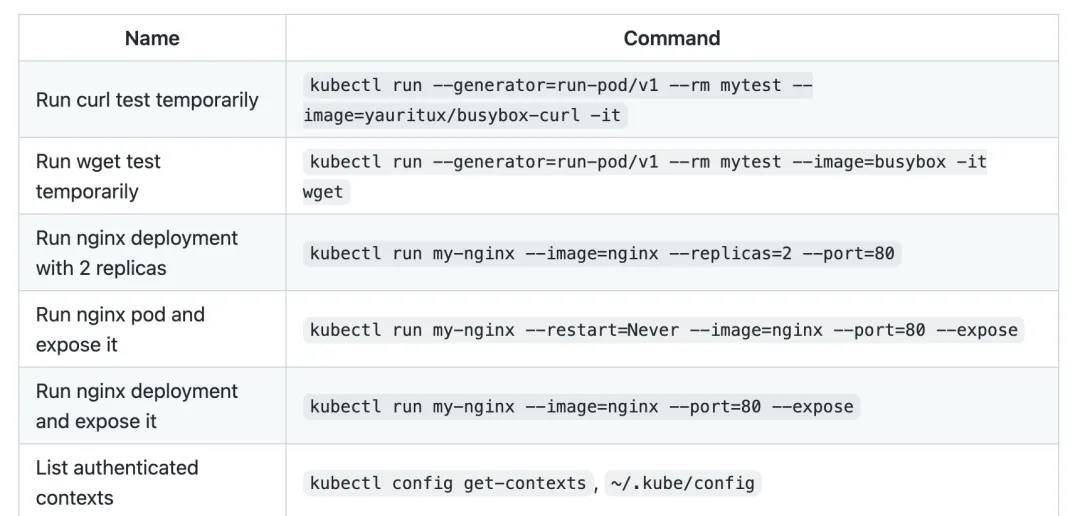 Name Command
Run curl test temporarily
kubectl run --generator=run-pod/v1 --rm mytest --
image=yauritux/busybox-curl -it
Run wget test
temporarily
kubectl run --generator=run-pod/v1 --rm mytest --image=busybox -it
wget
Run nginx deployment
with 2 replicas
kubectl run my-nginx --image=nginx --replicas=2 --port=80
Run nginx pod and
expose it
kubectl run my-nginx --restart=Never --image=nginx --port=80 --expose
Run nginx deployment
and expose it
kubectl run my-nginx --image=nginx --port=80 --expose
List authenticated
contexts
kubectl config get-contexts, ~/.kube/config